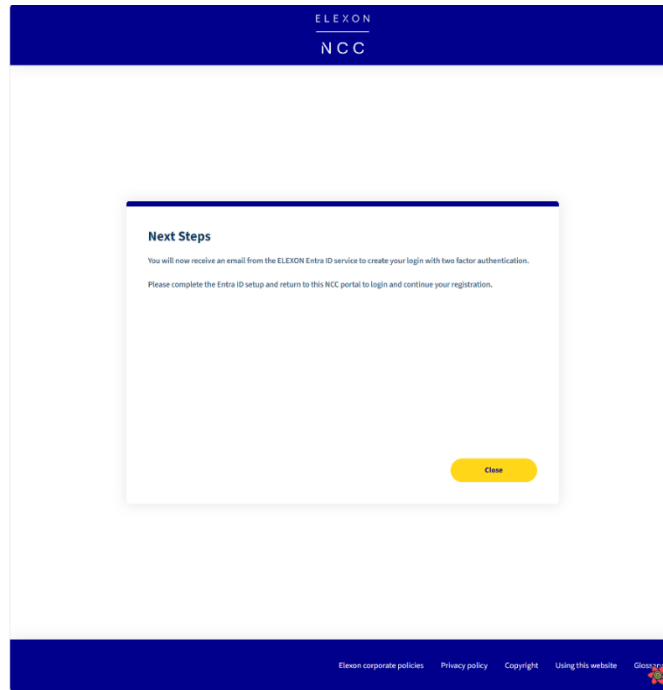 ELEXON
NCC
Next Steps
You will now receive an email from the ELEXON Entra ID service to create your login with two factor authentication.
Please complete the Entra ID setup and return to this NCC portal to login and continue your registration.
Close
Elexon corporate policies Privacy policy Copyright Using this website